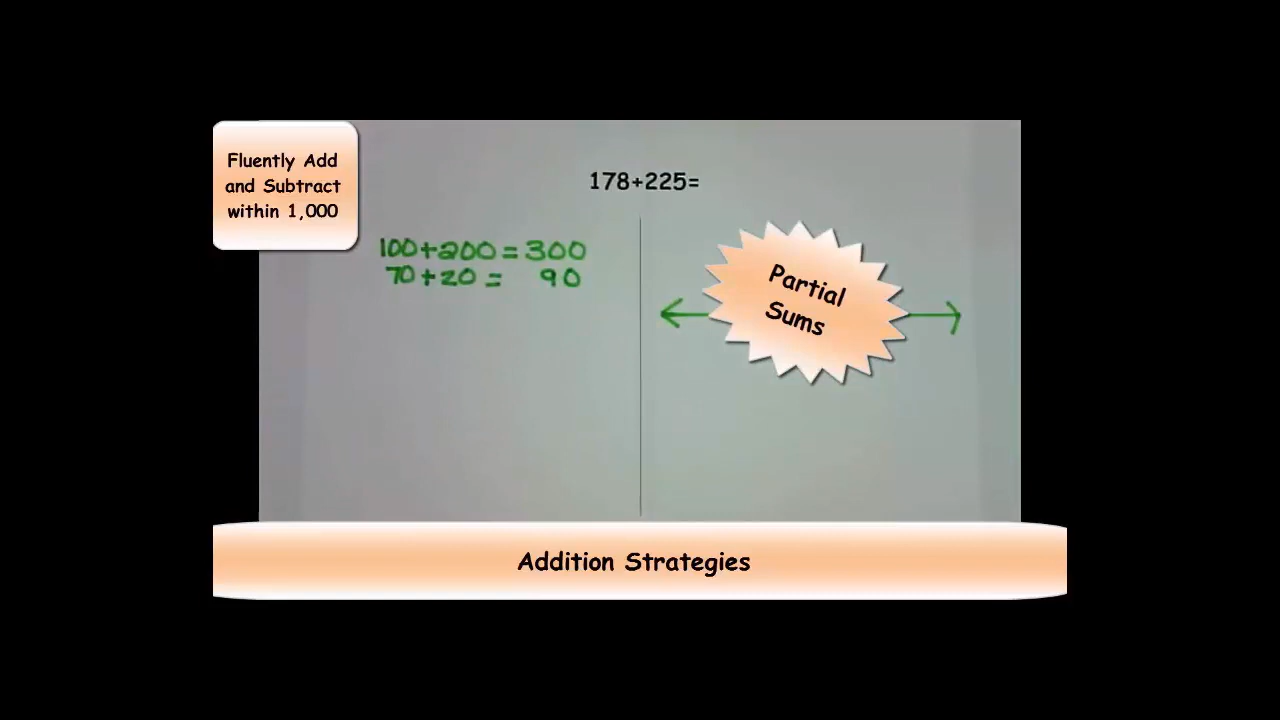 Fluently Add
and Subtract
within 1,000
178+225=
100+200=300
70+20= 90
Partial
Sums
Addition Strategies